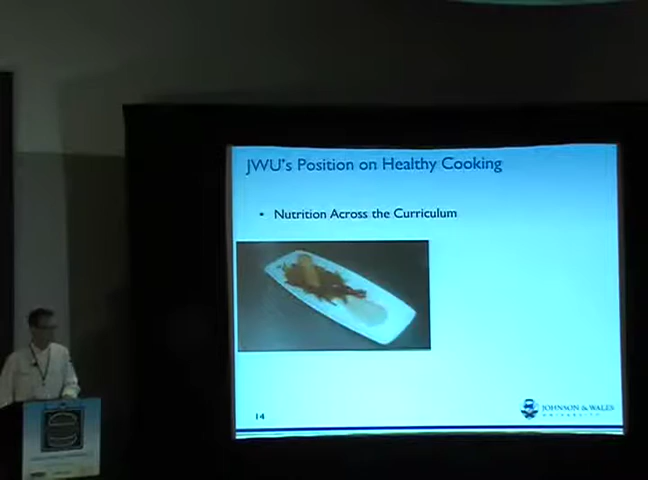 JWU's Position on Healthy Cooking
• Nutrition Across the Curriculum
14
JOHNSON & WALES
UNIVERSITY